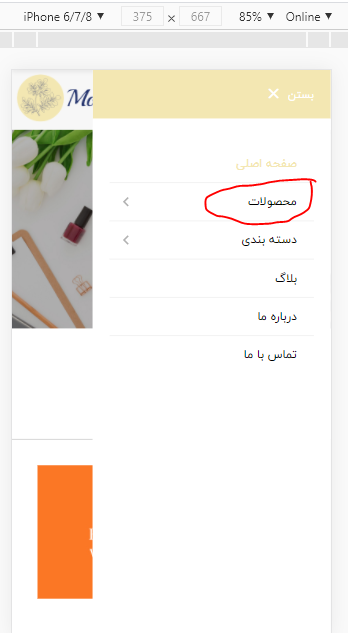 iPhone 6/7/8 ▼ 375 × 667 85% ▼ Online ▼
بستن ✕
صفحه اصلی
محصولات
دسته بندی
بلاگ
درباره ما
تماس با ما